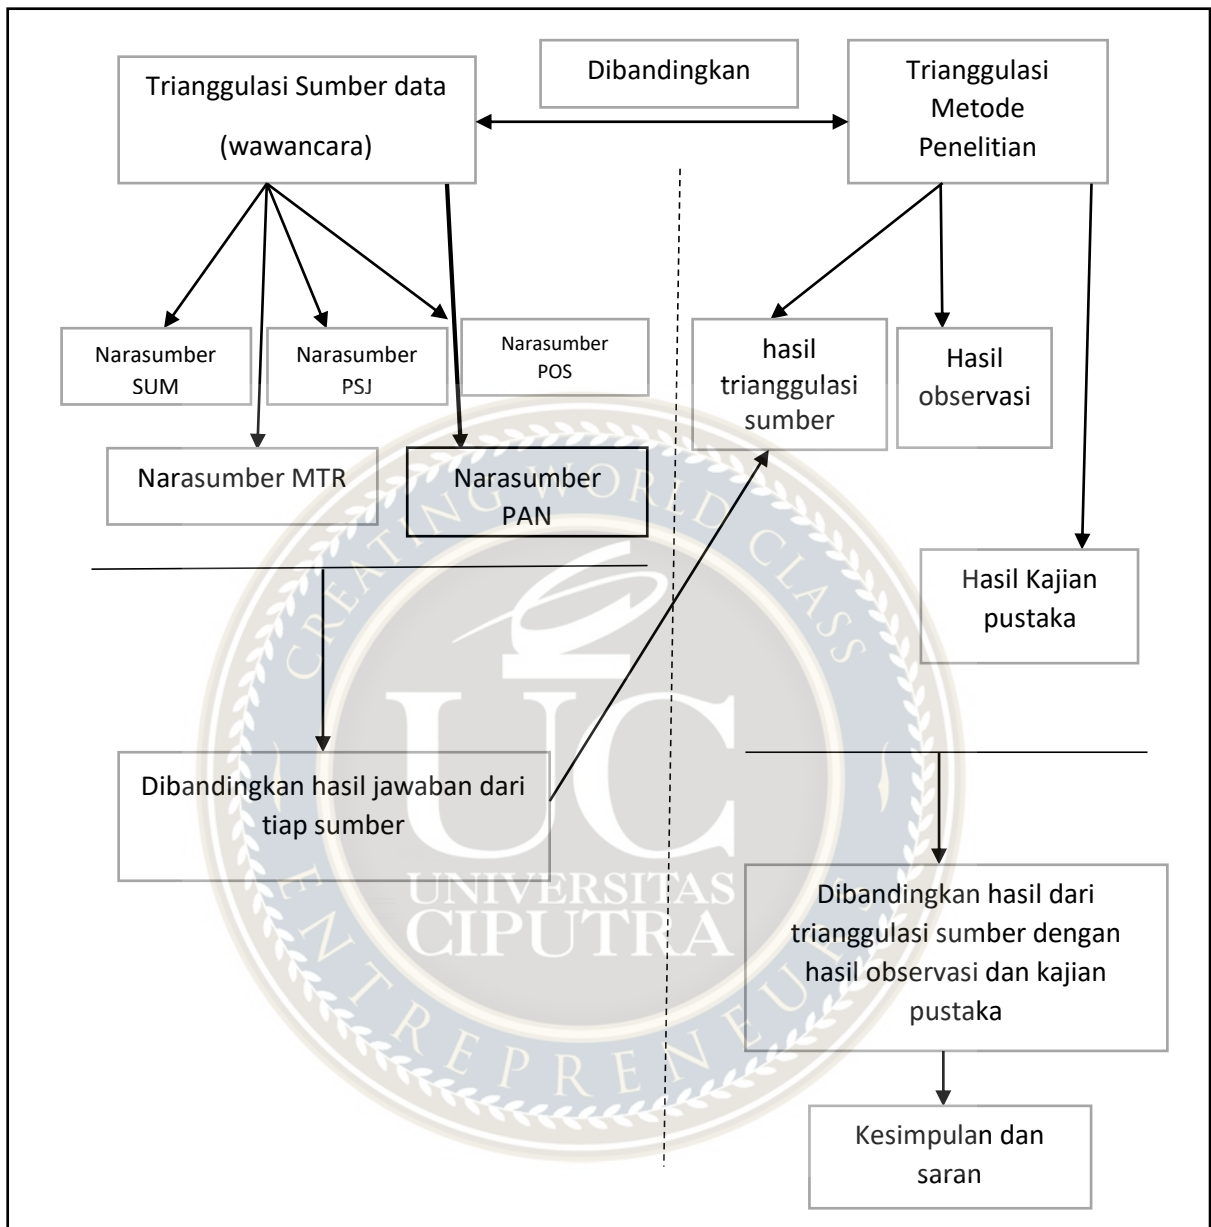 Trianggulasi Sumber data
(wawancara)
Dibandingkan
Trianggulasi
Metode
Penelitian
Narasumber
SUM
Narasumber
PSJ
Narasumber
POS
Narasumber MTR
Narasumber
PAN
hasil
trianggulasi
sumber
Hasil
observasi
Hasil Kajian
pustaka
Dibandingkan hasil jawaban dari
tiap sumber
Dibandingkan hasil dari
trianggulasi sumber dengan
hasil observasi dan kajian
pustaka
Kesimpulan dan
saran
CREATING WORLD CLASS
UC
UNIVERSITAS
CIPUTRA
ENTREPRENEURS